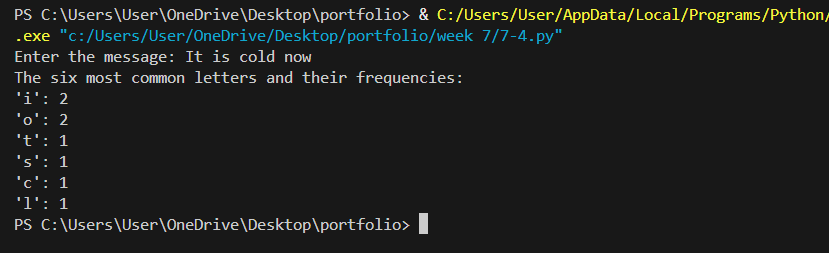 PS C:\Users\User\OneDrive\Desktop\portfolio> & C:/Users/User/AppData/Local/Programs/Python/
.exe "c:/Users/User/OneDrive/Desktop/portfolio/week 7/7-4.py"
Enter the message: It is cold now
The six most common letters and their frequencies:
'i': 2
'o': 2
't': 1
's': 1
'c': 1
'l': 1
PS C:\Users\User\OneDrive\Desktop\portfolio>